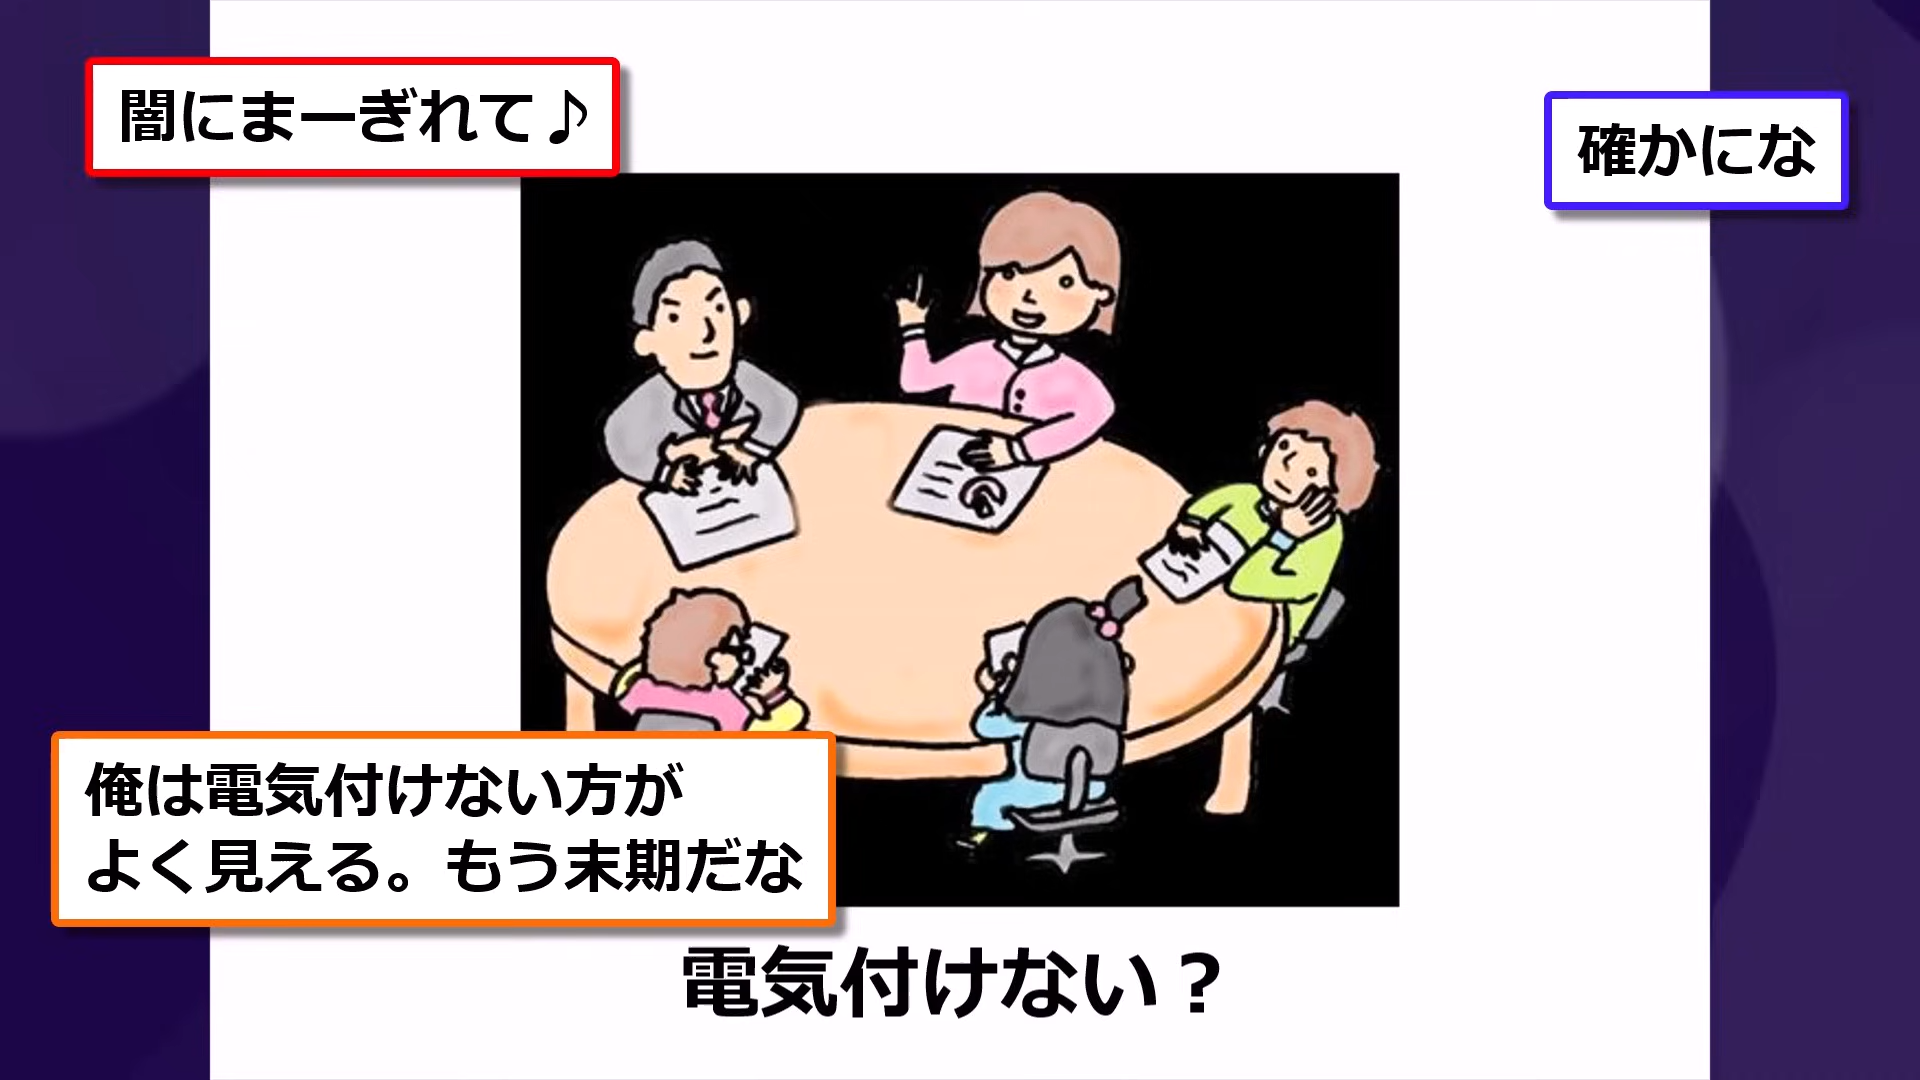 闇にまーぎれて♪
確かにな
俺は電気付けない方が
よく見える。もう末期だな
電気付けない？